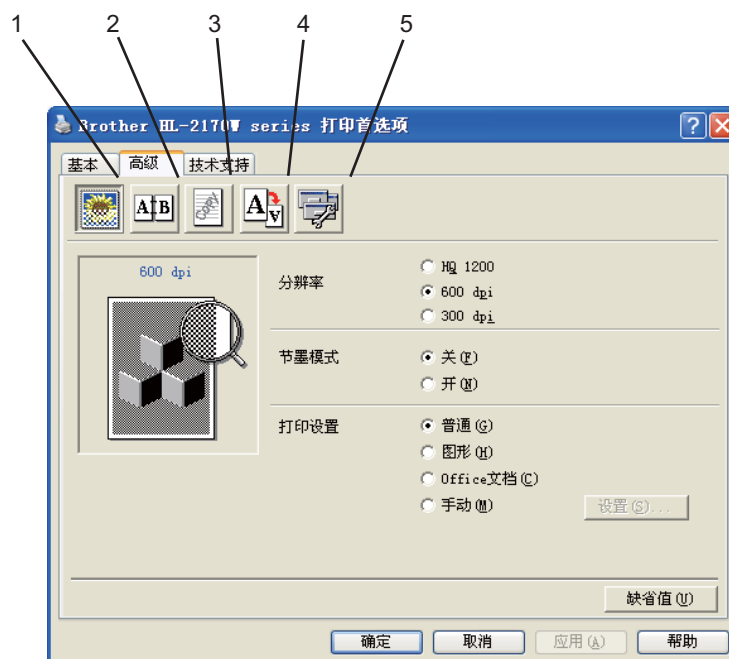 1 2 3 4 5
Brother HL-2170W series 打印首选项
基本 高级 技术支持
A B copy A A
600 dpi
分辨率
HQ 1200
600 dpi
300 dpi
节墨模式
关(F)
开(N)
打印设置
普通(G)
图形(H)
Office文档(C)
手动(M)
设置(S)...
缺省值(U)
确定 取消 应用(A) 帮助